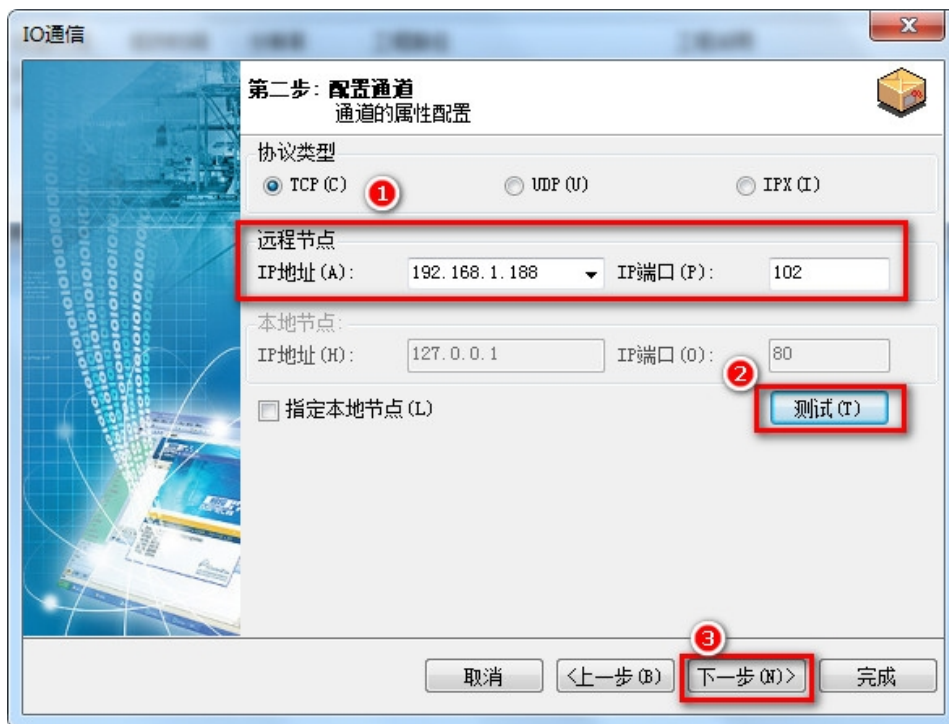 IO通信
第二步: 配置通道
通道的属性配置
协议类型
TCP(C) UDP(U) IPX(I)
1
远程节点
IP地址(A): 192.168.1.188 IP端口(P): 102
本地节点:
IP地址(H): 127.0.0.1 IP端口(O): 80
2
指定本地节点(L) 测试(T)
3
取消 <上一步(B) 下一步(N)> 完成